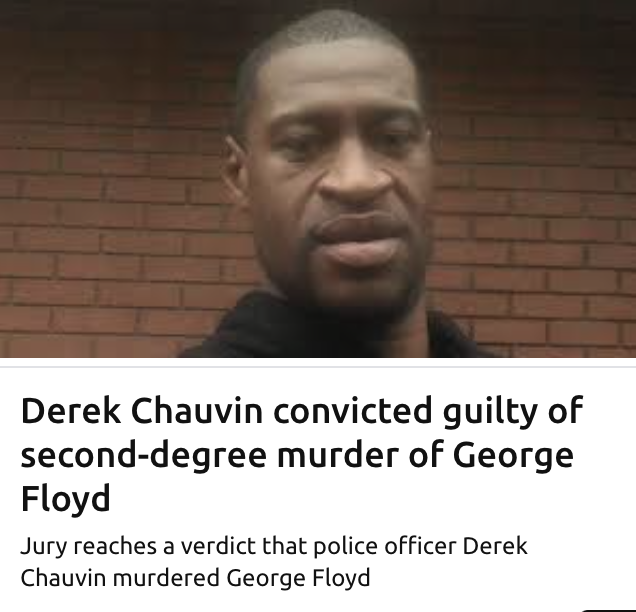 Derek Chauvin convicted guilty of
second-degree murder of George
Floyd
Jury reaches a verdict that police officer Derek
Chauvin murdered George Floyd